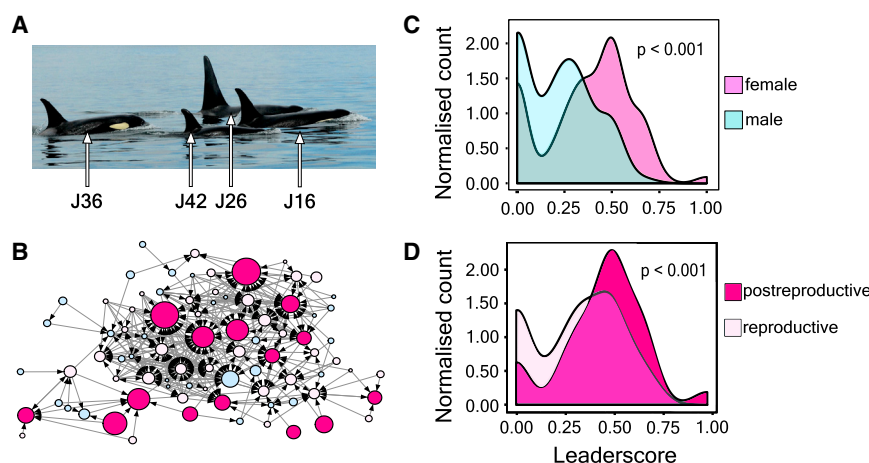 A
J36
J42
J26
J16
B
C
Normalised count
2.00
1.50
1.00
0.50
0.00
p < 0.001
0.00
0.25
0.50
0.75
1.00
female
male
D
Normalised count
2.00
1.50
1.00
0.50
0.00
p < 0.001
0.00
0.25
0.50
0.75
1.00
Leaderscore
postreproductive
reproductive